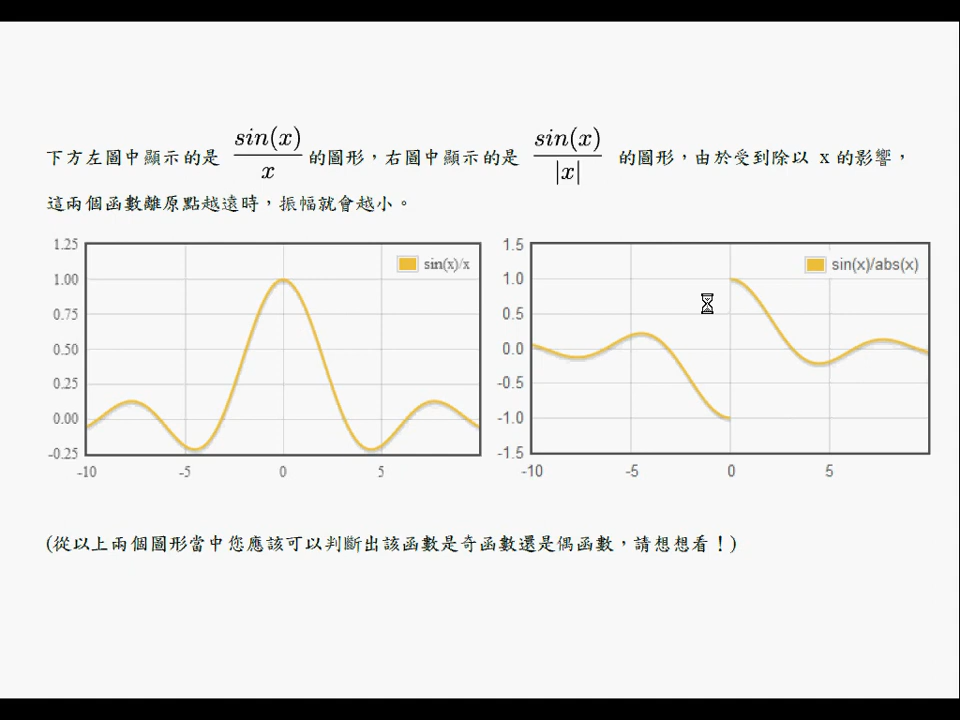 下方左圖中顯示的是 sin(x)/x 的圖形，右圖中顯示的是 sin(x)/|x| 的圖形，由於受到除以 x 的影響，
這兩個函數離原點越遠時，振幅就會越小。
1.25
1.00
0.75
0.50
0.25
0.00
-0.25
-10 -5 0 5
sin(x)/x
1.5
1.0
0.5
0.0
-0.5
-1.0
-1.5
-10 -5 0 5
sin(x)/abs(x)
(從以上兩個圖形當中您應該可以判斷出該函數是奇函數還是偶函數，請想想看！)